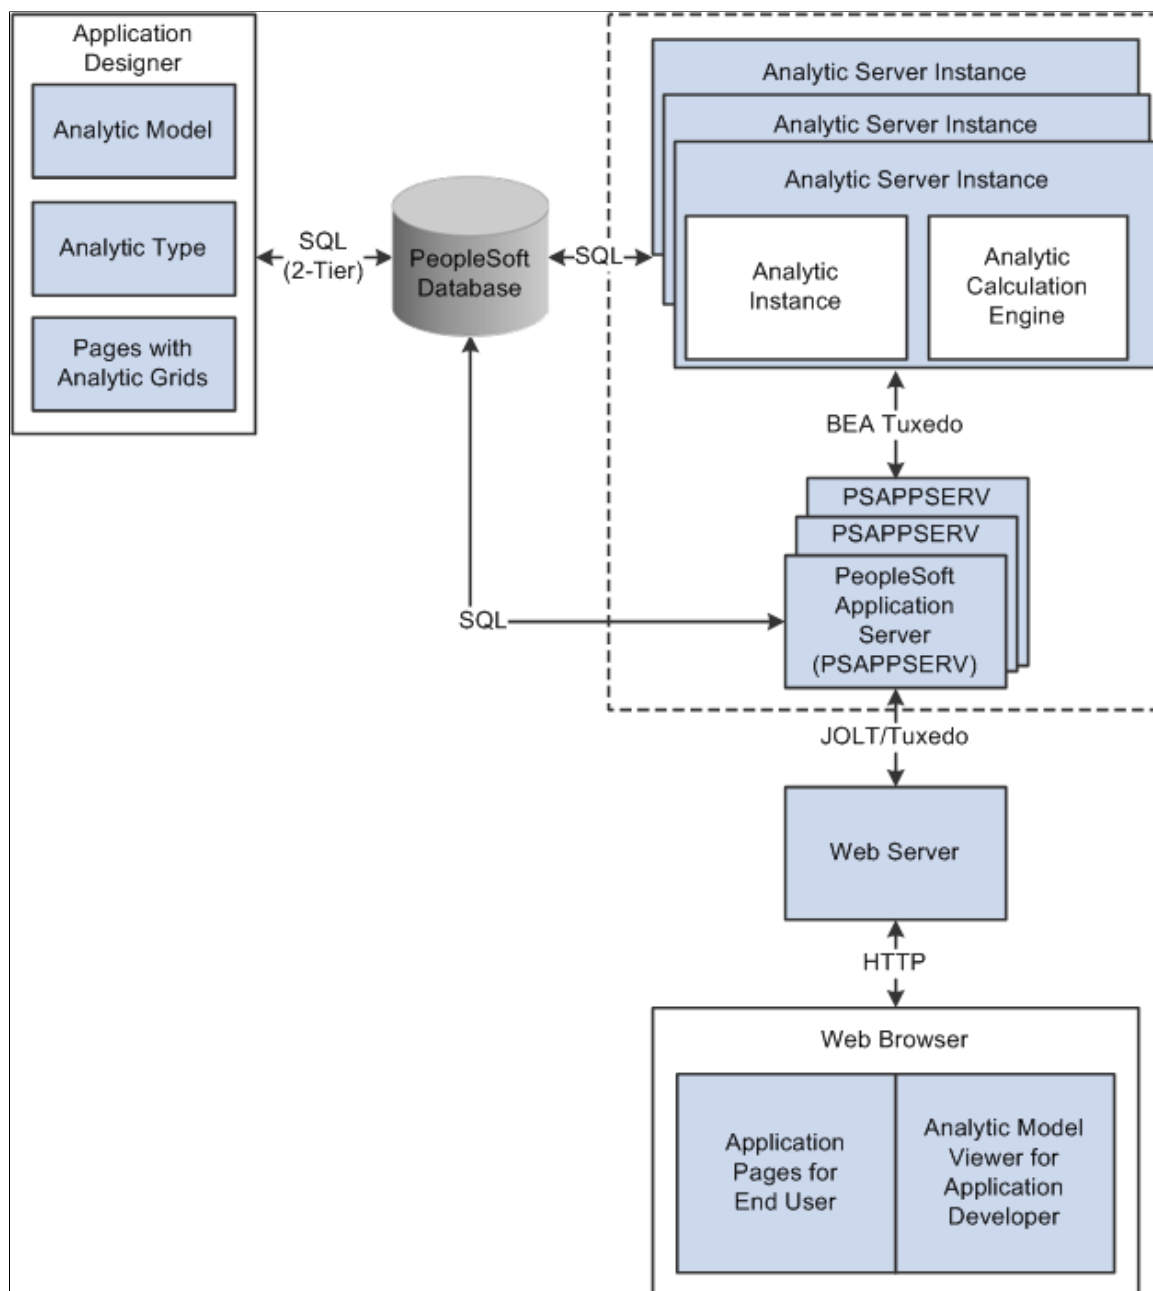 Application
Designer
Analytic Model
Analytic Type
Pages with
Analytic Grids
SQL
(2-Tier)
PeopleSoft
Database
SQL
Analytic Server Instance
Analytic Server Instance
Analytic Server Instance
Analytic
Instance
Analytic
Calculation
Engine
BEA Tuxedo
PSAPPSERV
PSAPPSERV
PeopleSoft
Application
Server
(PSAPPSERV)
SQL
JOLT/Tuxedo
Web Server
HTTP
Web Browser
Application
Pages for
End User
Analytic Model
Viewer for
Application
Developer